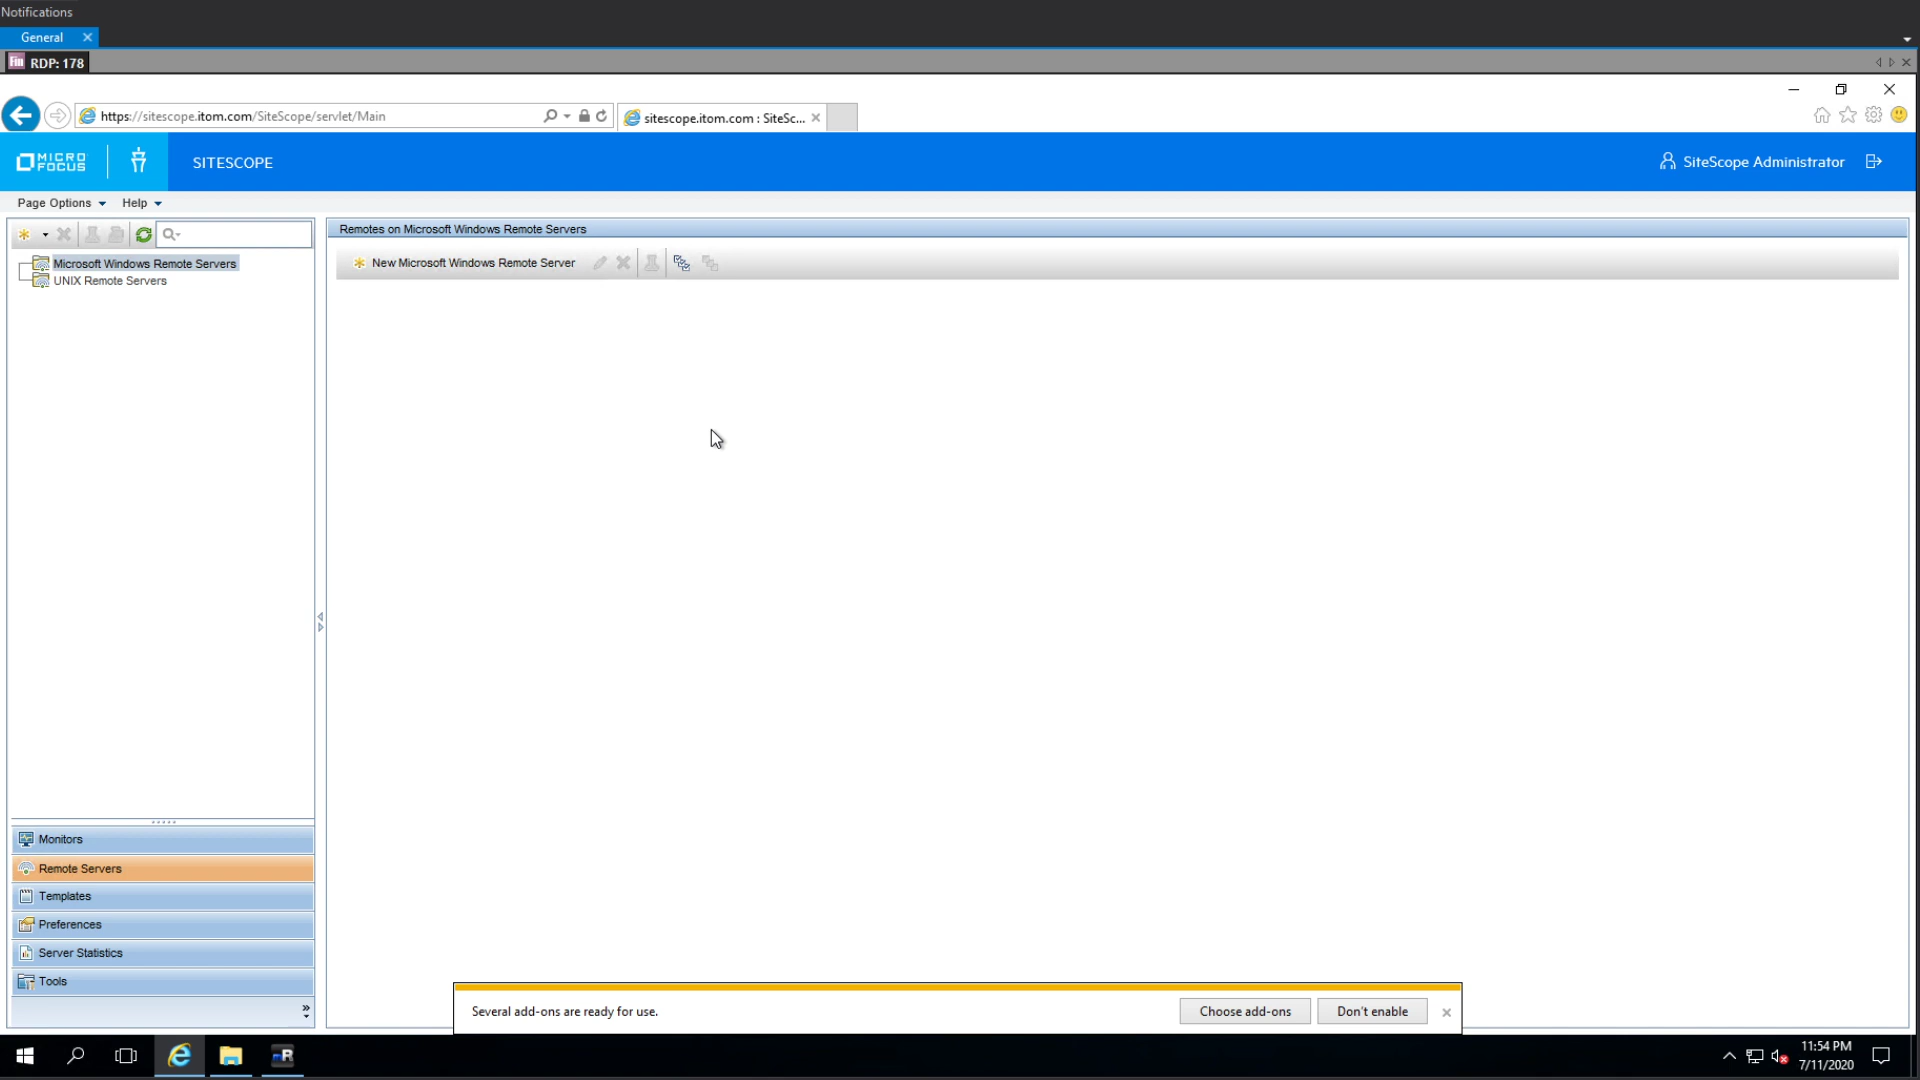 Notifications
General
Fin RDP: 178
https://sitescope.itom.com/SiteScope/servlet/Main
sitescope.itom.com : SiteSc...
MICRO
FOCUS
SITESCOPE
SiteScope Administrator
Page Options
Help
Microsoft Windows Remote Servers
UNIX Remote Servers
Remotes on Microsoft Windows Remote Servers
New Microsoft Windows Remote Server
Monitors
Remote Servers
Templates
Preferences
Server Statistics
Tools
Several add-ons are ready for use.
Choose add-ons
Don't enable
11:54 PM
7/11/2020